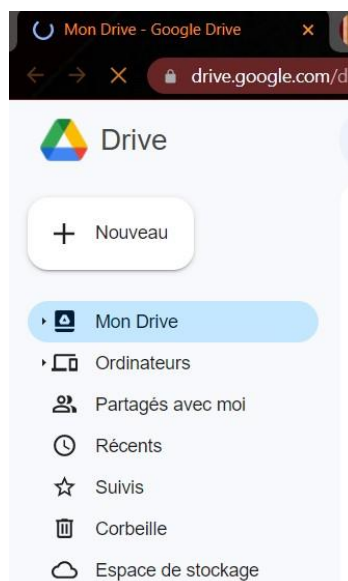 Mon Drive - Google Drive
drive.google.com/d
Drive
Nouveau
Mon Drive
Ordinateurs
Partagés avec moi
Récents
Suivis
Corbeille
Espace de stockage